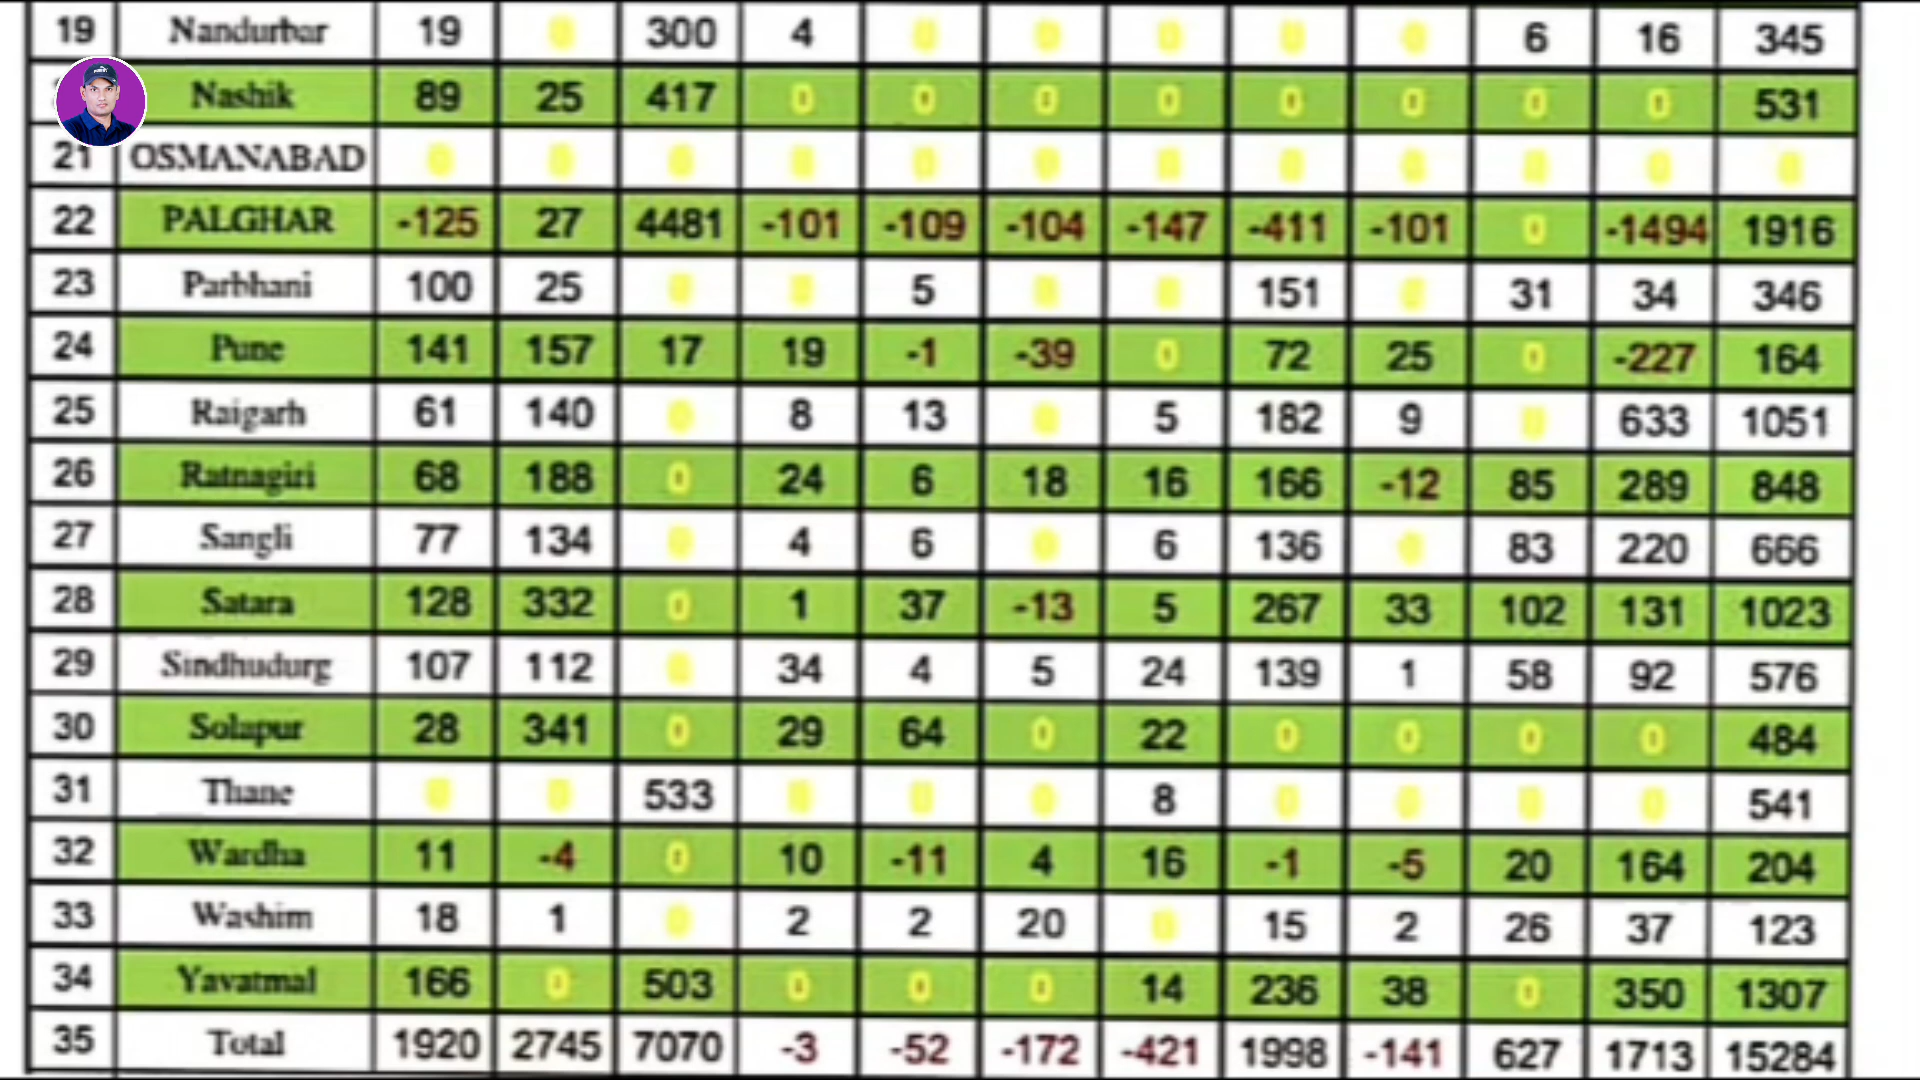 19 Nandurbar 19 0 300 4 0 0 0 0 0 6 16 345
Nashik 89 25 417 0 0 0 0 0 0 0 0 531
21 OSMANABAD 0 0 0 0 0 0 0 0 0 0 0 0
22 PALGHAR -125 27 4481 -101 -109 -104 -147 -411 -101 0 -1494 1916
23 Parbhani 100 25 0 0 5 0 0 151 0 31 34 346
24 Pune 141 157 17 19 -1 -39 0 72 25 0 -227 164
25 Raigarh 61 140 0 8 13 0 5 182 9 0 633 1051
26 Ratnagiri 68 188 0 24 6 18 16 166 -12 85 289 848
27 Sangli 77 134 0 4 6 0 6 136 0 83 220 666
28 Satara 128 332 0 1 37 -13 5 267 33 102 131 1023
29 Sindhudurg 107 112 0 34 4 5 24 139 1 58 92 576
30 Solapur 28 341 0 29 64 0 22 0 0 0 0 484
31 Thane 0 0 533 0 0 0 8 0 0 0 0 541
32 Wardha 11 -4 0 10 -11 4 16 -1 -5 20 164 204
33 Washim 18 1 0 2 2 20 0 15 2 26 37 123
34 Yavatmal 166 0 503 0 0 0 14 236 38 0 350 1307
35 Total 1920 2745 7070 -3 -52 -172 -421 1998 -141 627 1713 15284